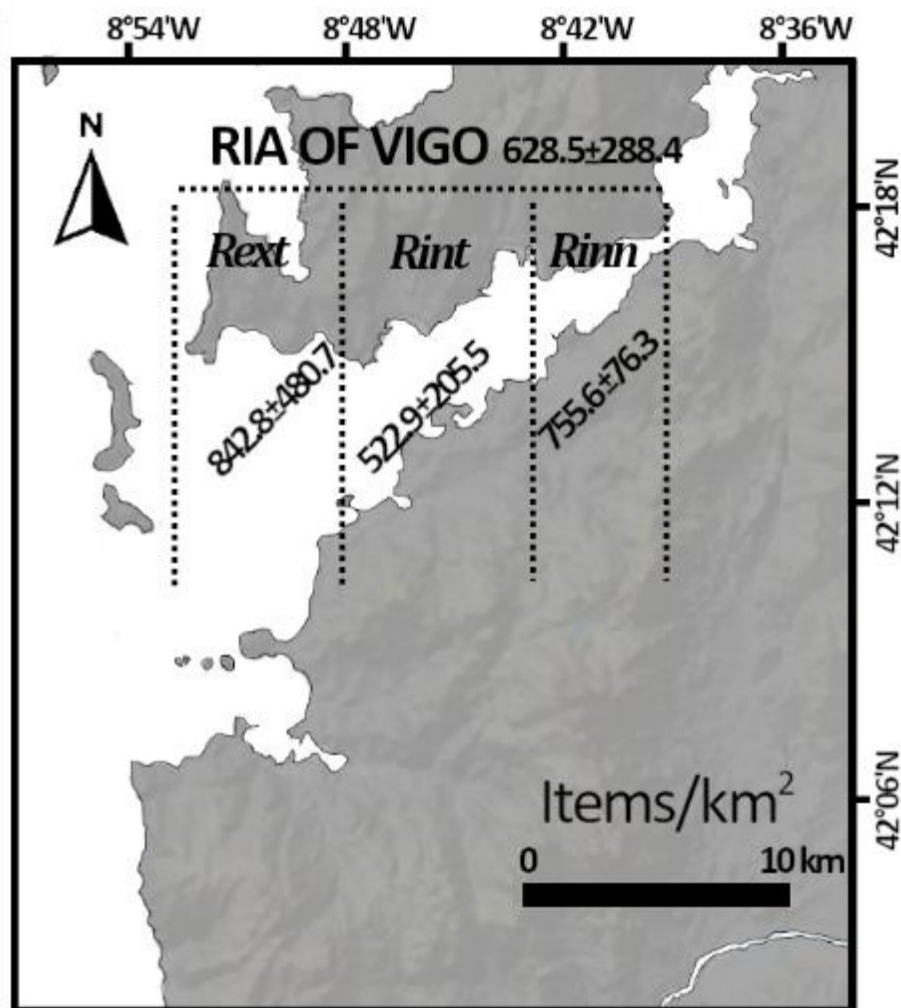 8°54'W 8°48'W 8°42'W 8°36'W
N
RIA OF VIGO 628.5±288.4
42°18'N
Rext Rint Rinn
842.8±480.7
522.9±205.5
755.6±76.3
42°12'N
Items/km²
42°06'N
0 10 km